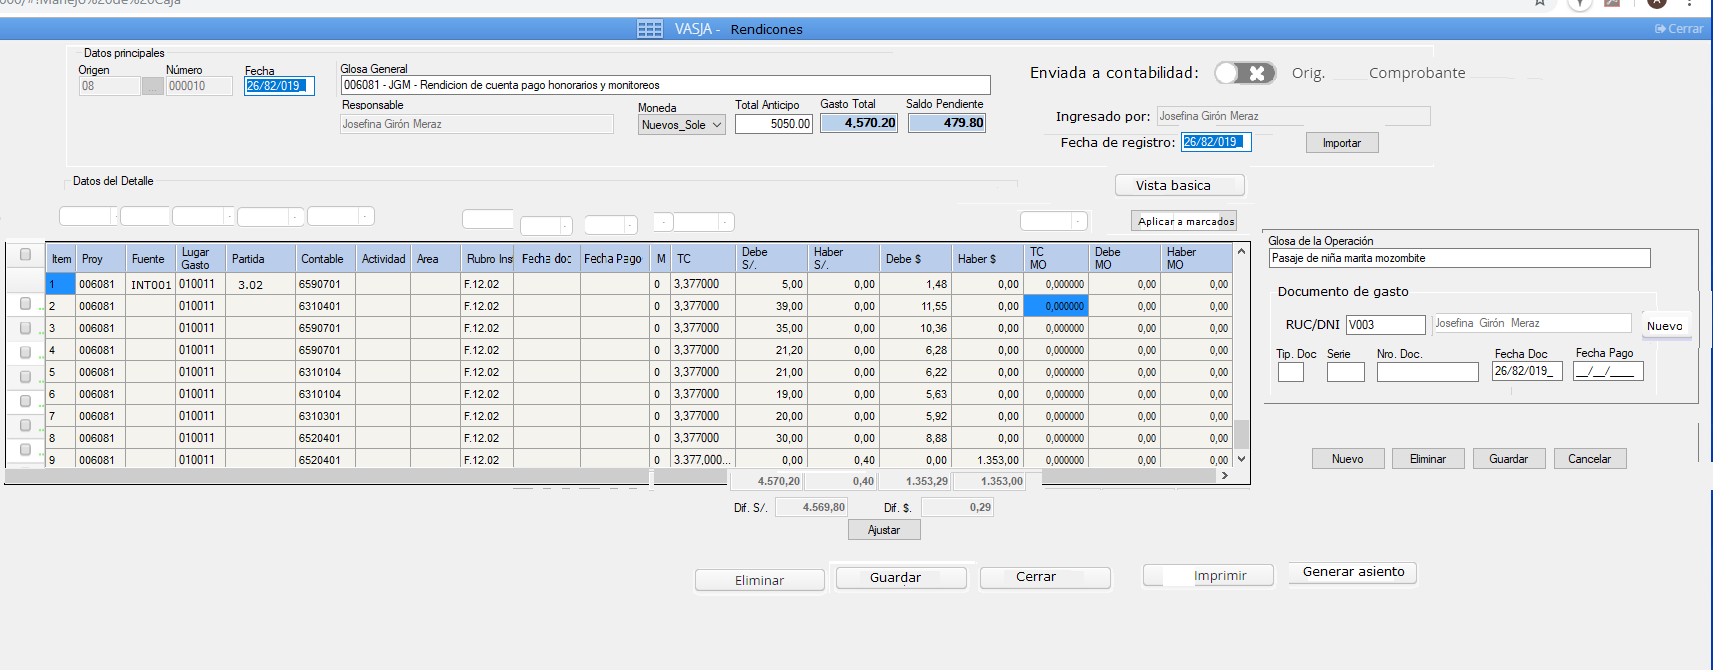 VASJA - Rendicones
Cerrar
Datos principales
Origen Número Fecha Glosa General
08 ... 000010 26/82/019_ 006081 - JGM - Rendicion de cuenta pago honorarios y monitoreos
Enviada a contabilidad: Orig. Comprobante
Responsable Moneda Total Anticipo Gasto Total Saldo Pendiente
Josefina Girón Meraz Nuevos_Sole 5050.00 4,570.20 479.80
Ingresado por: Josefina Girón Meraz
Fecha de registro: 26/82/019_ Importar
Datos del Detalle
Vista basica
Aplicar a marcados
Item Proy Fuente Lugar Gasto Partida Contable Actividad Area Rubro Inst Fecha doc Fecha Pago M TC Debe S/. Haber S/. Debe $ Haber $ TC MO Debe MO Haber MO
1 006081 INT001 010011 3.02 6590701 F.12.02 0 3,377000 5,00 0,00 1,48 0,00 0,000000 0,00 0,00
2 006081 010011 6310401 F.12.02 0 3,377000 39,00 0,00 11,55 0,00 0,000000 0,00 0,00
3 006081 010011 6590701 F.12.02 0 3,377000 35,00 0,00 10,36 0,00 0,000000 0,00 0,00
4 006081 010011 6590701 F.12.02 0 3,377000 21,20 0,00 6,28 0,00 0,000000 0,00 0,00
5 006081 010011 6310104 F.12.02 0 3,377000 21,00 0,00 6,22 0,00 0,000000 0,00 0,00
6 006081 010011 6310104 F.12.02 0 3,377000 19,00 0,00 5,63 0,00 0,000000 0,00 0,00
7 006081 010011 6310301 F.12.02 0 3,377000 20,00 0,00 5,92 0,00 0,000000 0,00 0,00
8 006081 010011 6520401 F.12.02 0 3,377000 30,00 0,00 8,88 0,00 0,000000 0,00 0,00
9 006081 010011 6520401 F.12.02 0 3.377,000... 0,00 0,40 0,00 1.353,00 0,000000 0,00 0,00
4.570,20 0,40 1.353,29 1.353,00
Dif. S/. 4.569,80 Dif. $. 0,29
Ajustar
Glosa de la Operación
Pasaje de niña marita mozombite
Documento de gasto
RUC/DNI V003 Josefina Girón Meraz Nuevo
Tip. Doc Serie Nro. Doc. Fecha Doc Fecha Pago
26/82/019_ __/__/____
Nuevo Eliminar Guardar Cancelar
Eliminar Guardar Cerrar Imprimir Generar asiento